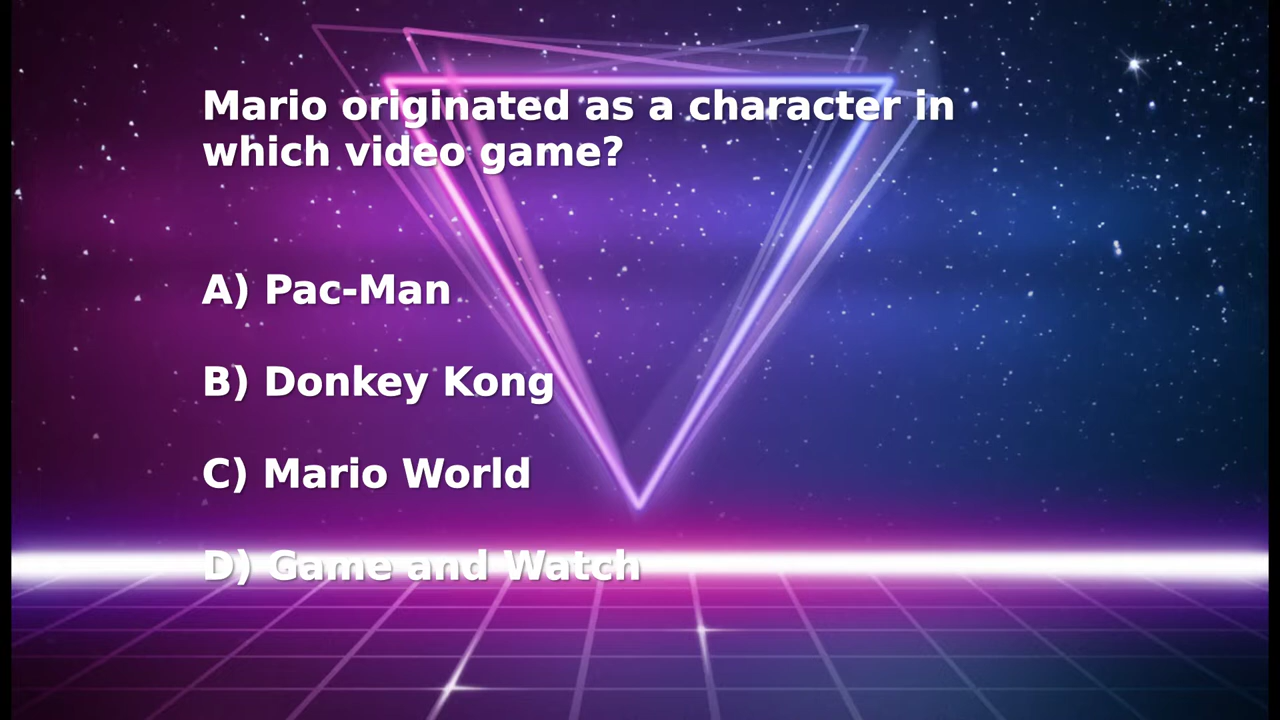 Mario originated as a character in
which video game?
A) Pac-Man
B) Donkey Kong
C) Mario World
D) Game and Watch